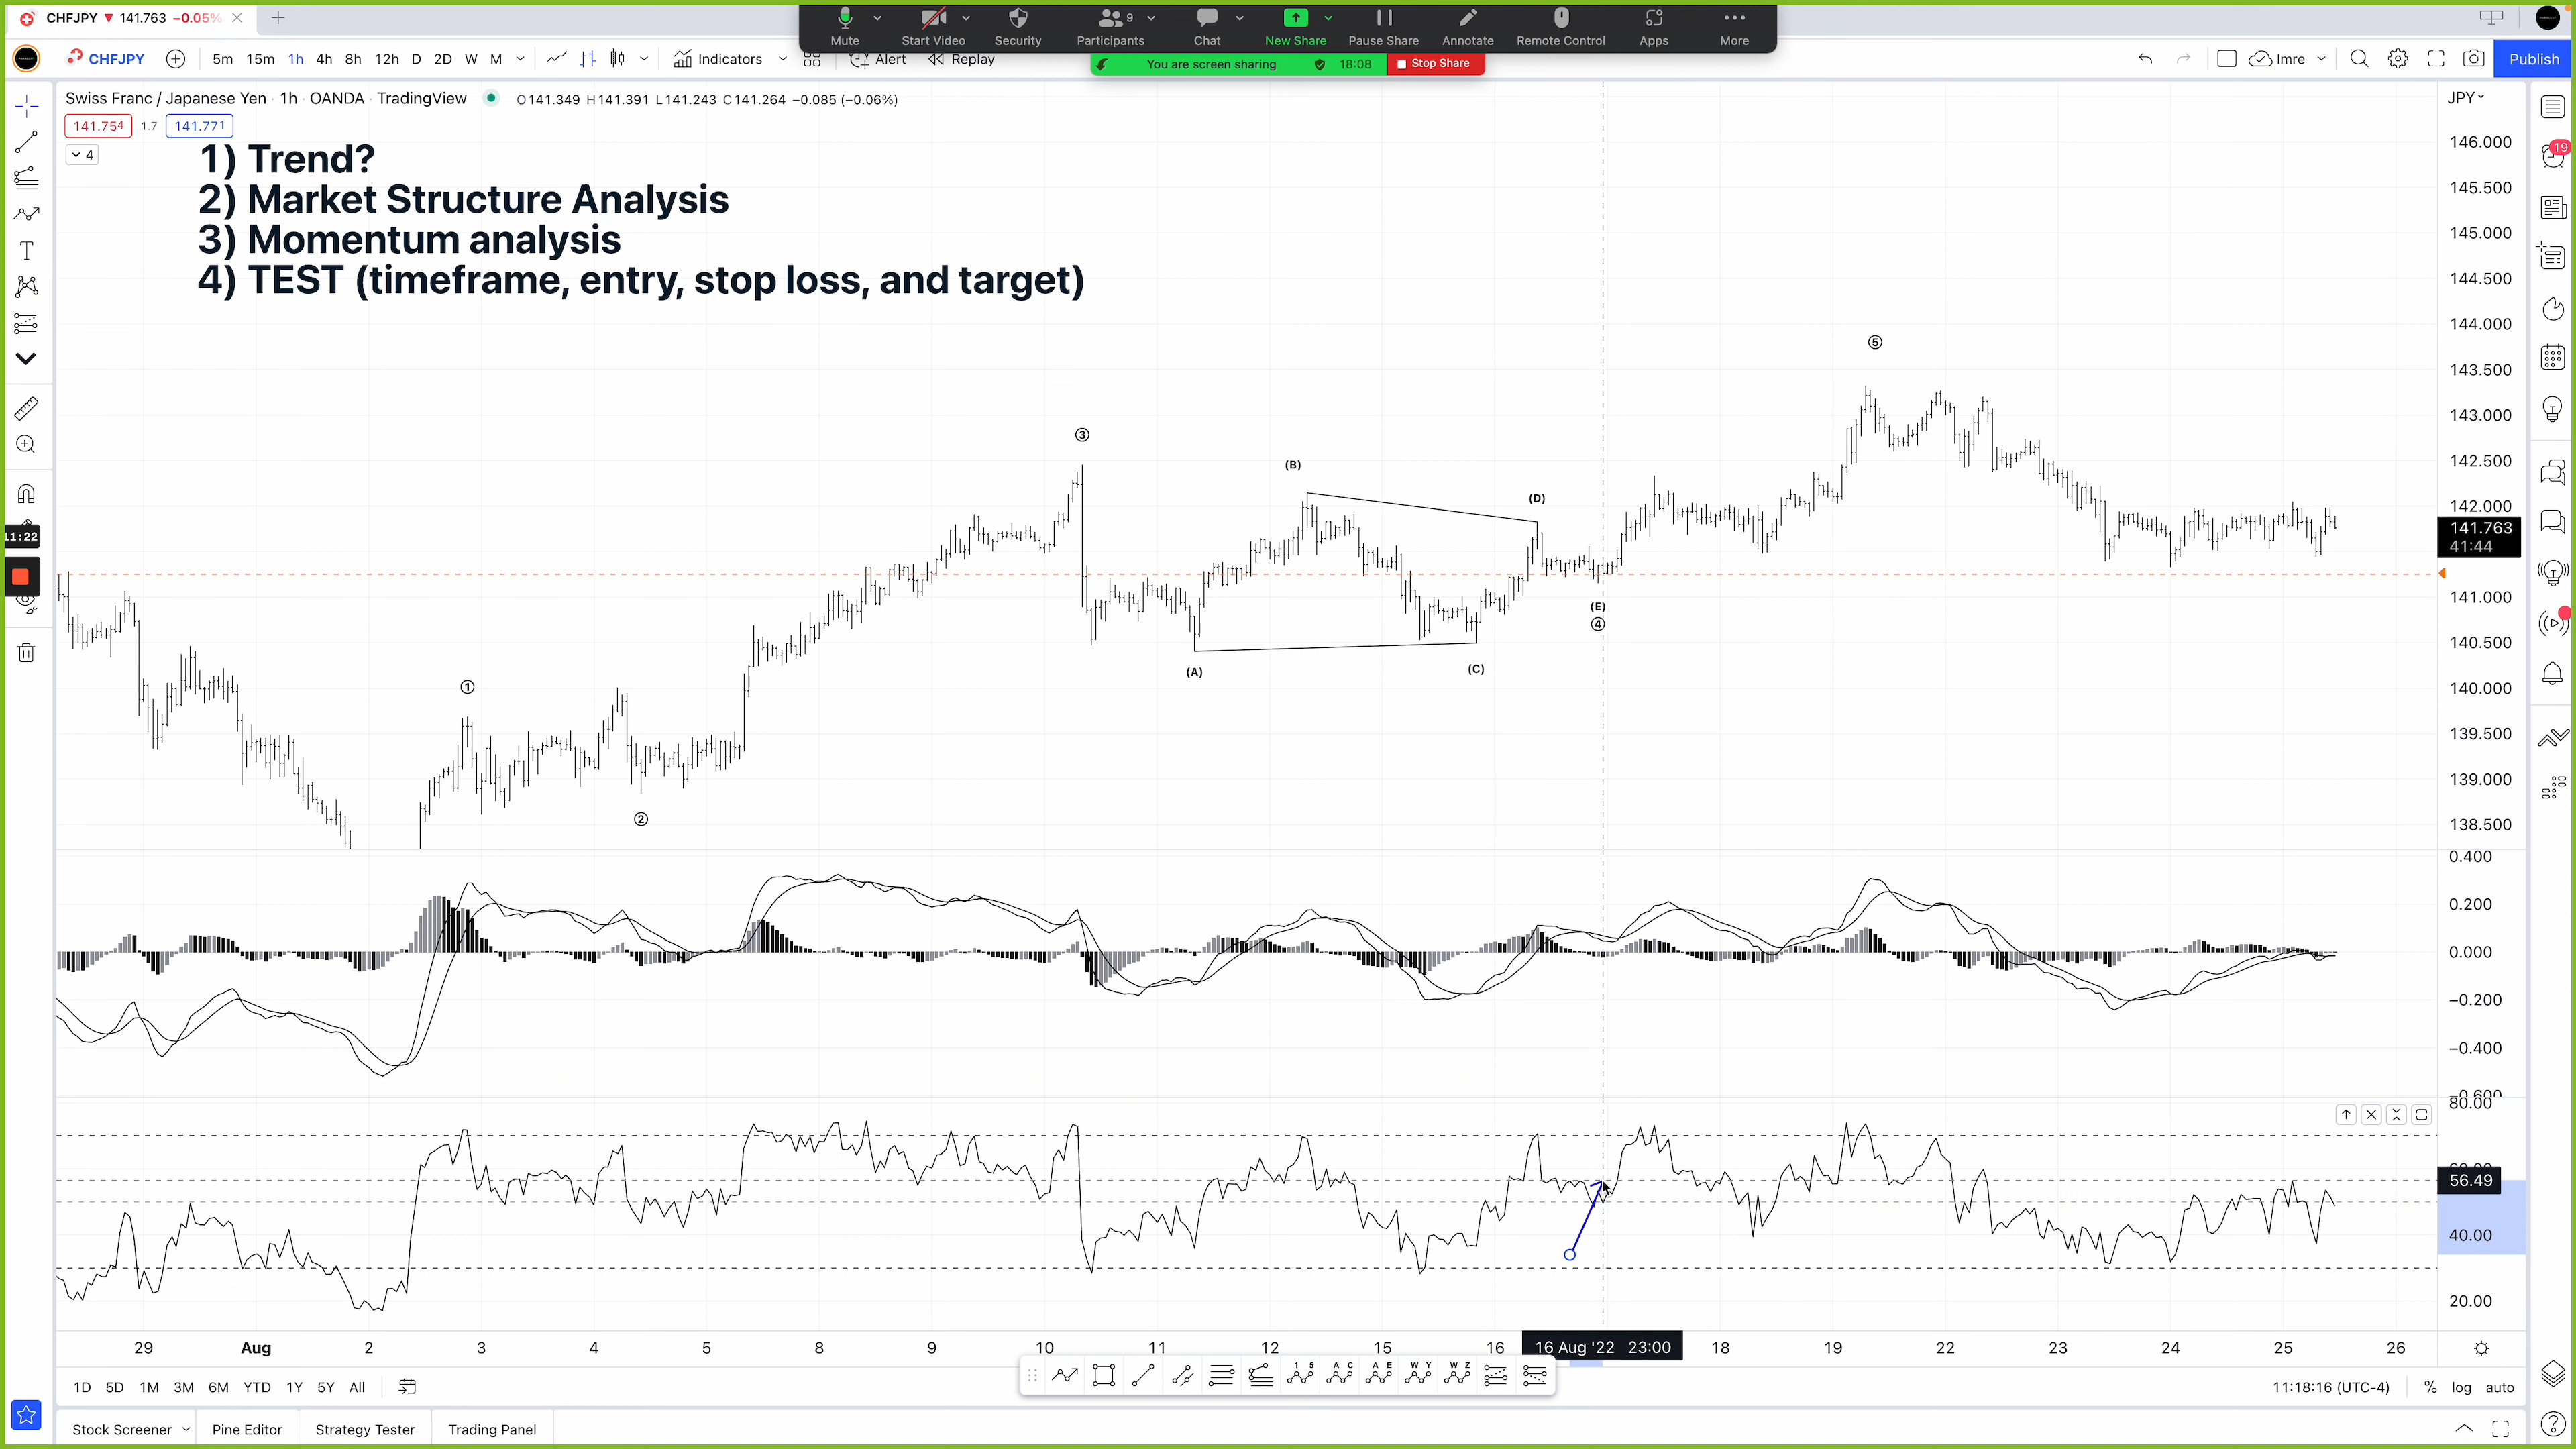 CHFJPY ▼ 141.763 −0.05%
Mute
Start Video
Security
9
Participants
Chat
New Share
Pause Share
Annotate
Remote Control
Apps
More
You are screen sharing
18:08
Stop Share
CHFJPY
5m 15m 1h 4h 8h 12h D 2D W M
Indicators
Alert
Replay
Imre
Publish
Swiss Franc / Japanese Yen · 1h · OANDA · TradingView
O141.349 H141.391 L141.243 C141.264 −0.085 (−0.06%)
141.754
1.7
141.771
4
1) Trend?
2) Market Structure Analysis
3) Momentum analysis
4) TEST (timeframe, entry, stop loss, and target)
JPY
146.000
145.500
145.000
144.500
144.000
143.500
143.000
142.500
142.000
141.763
41:44
141.000
140.500
140.000
139.500
139.000
138.500
0.400
0.200
0.000
−0.200
−0.400
80.00
56.49
40.00
20.00
19
11:22
①
②
③
(A)
(B)
(C)
(D)
(E)
④
⑤
29 Aug 2 3 4 5 8 9 10 11 12 15 16
16 Aug '22 23:00
18 19 22 23 24 25 26
1 5
A C
A E
W Y
W Z
1D 5D 1M 3M 6M YTD 1Y 5Y All
11:18:16 (UTC-4)
% log auto
Stock Screener
Pine Editor
Strategy Tester
Trading Panel